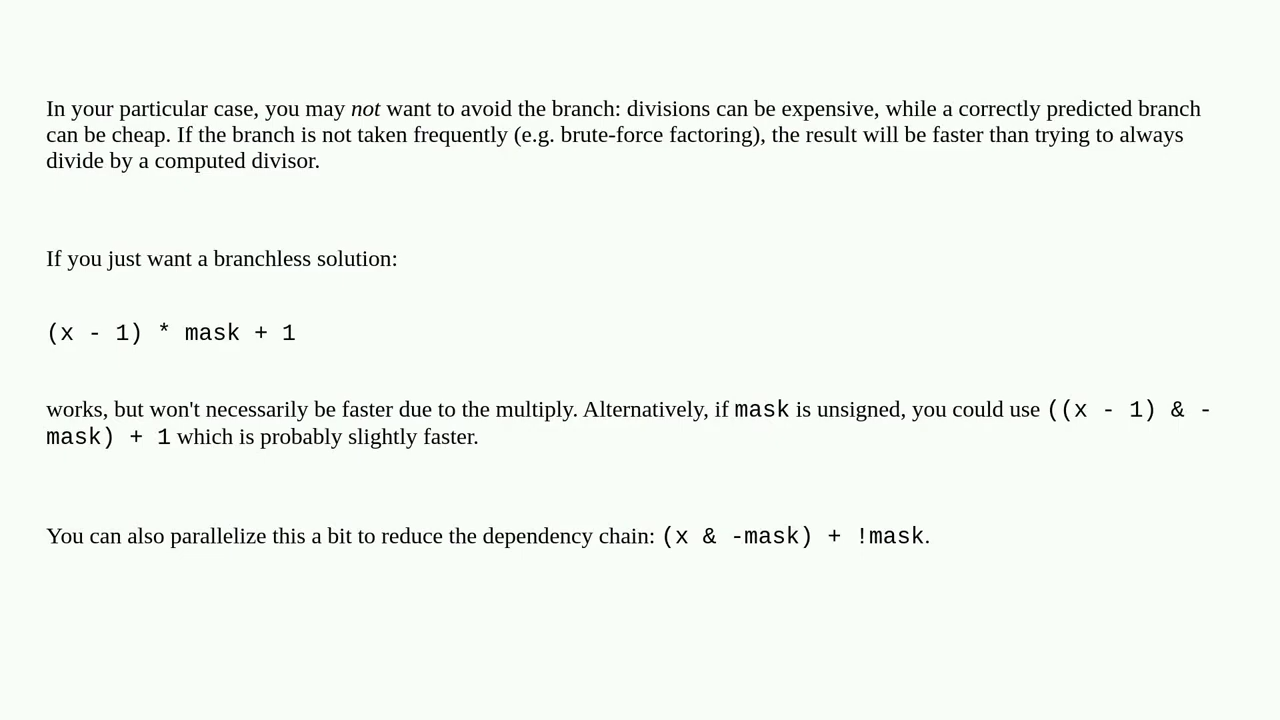 In your particular case, you may not want to avoid the branch: divisions can be expensive, while a correctly predicted branch
can be cheap. If the branch is not taken frequently (e.g. brute-force factoring), the result will be faster than trying to always
divide by a computed divisor.
If you just want a branchless solution:
(x - 1) * mask + 1
works, but won't necessarily be faster due to the multiply. Alternatively, if mask is unsigned, you could use ((x - 1) & -
mask) + 1 which is probably slightly faster.
You can also parallelize this a bit to reduce the dependency chain: (x & -mask) + !mask.